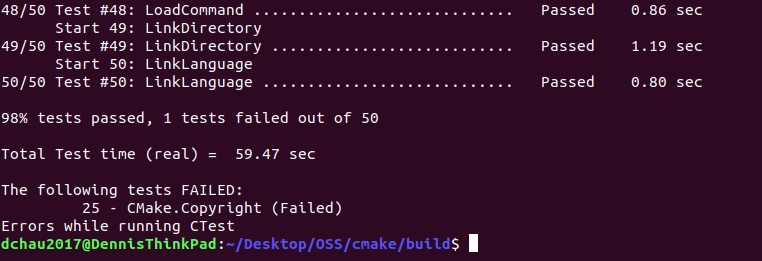 48/50 Test #48: LoadCommand ............................. Passed 0.86 sec
Start 49: LinkDirectory
49/50 Test #49: LinkDirectory ........................... Passed 1.19 sec
Start 50: LinkLanguage
50/50 Test #50: LinkLanguage ............................ Passed 0.80 sec
98% tests passed, 1 tests failed out of 50
Total Test time (real) = 59.47 sec
The following tests FAILED:
25 - CMake.Copyright (Failed)
Errors while running CTest
dchau2017@DennisThinkPad:~/Desktop/OSS/cmake/build$